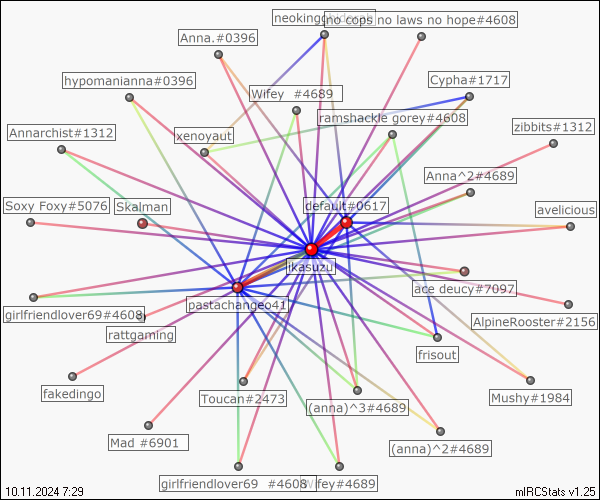 neokingghidorah
no cops no laws no hope#4608
Anna.#0396
hypomanianna#0396
Wifey  #4689
Cypha#1717
ramshackle gorey#4608
zibbits#1312
Annarchist#1312
xenoyaut
Anna^2#4689
Soxy Foxy#5076
Skalman
default#0617
avelicious
jikasuzu
ace deucy#7097
pastachangeo41
girlfriendlover69#4608
AlpineRooster#2156
rattgaming
frisout
fakedingo
Toucan#2473
(anna)^3#4689
Mushy#1984
Mad #6901
(anna)^2#4689
girlfriendlover69  #4608
fey#4689
10.11.2024 7:29
mIRCStats v1.25